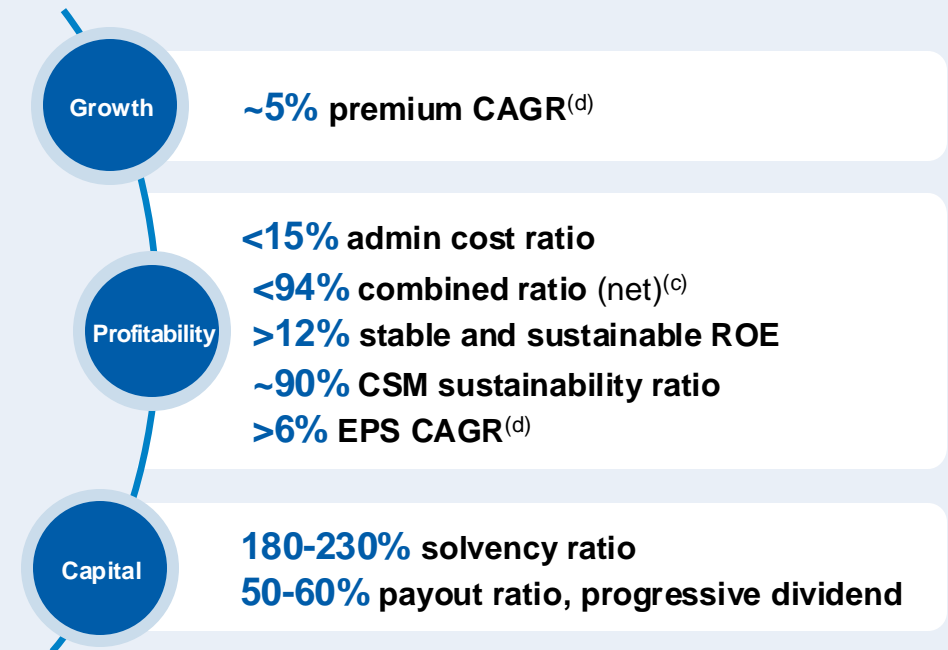 Growth
~5% premium CAGR(d)
Profitability
<15% admin cost ratio
<94% combined ratio (net)(c)
>12% stable and sustainable ROE
~90% CSM sustainability ratio
>6% EPS CAGR(d)
Capital
180-230% solvency ratio
50-60% payout ratio, progressive dividend